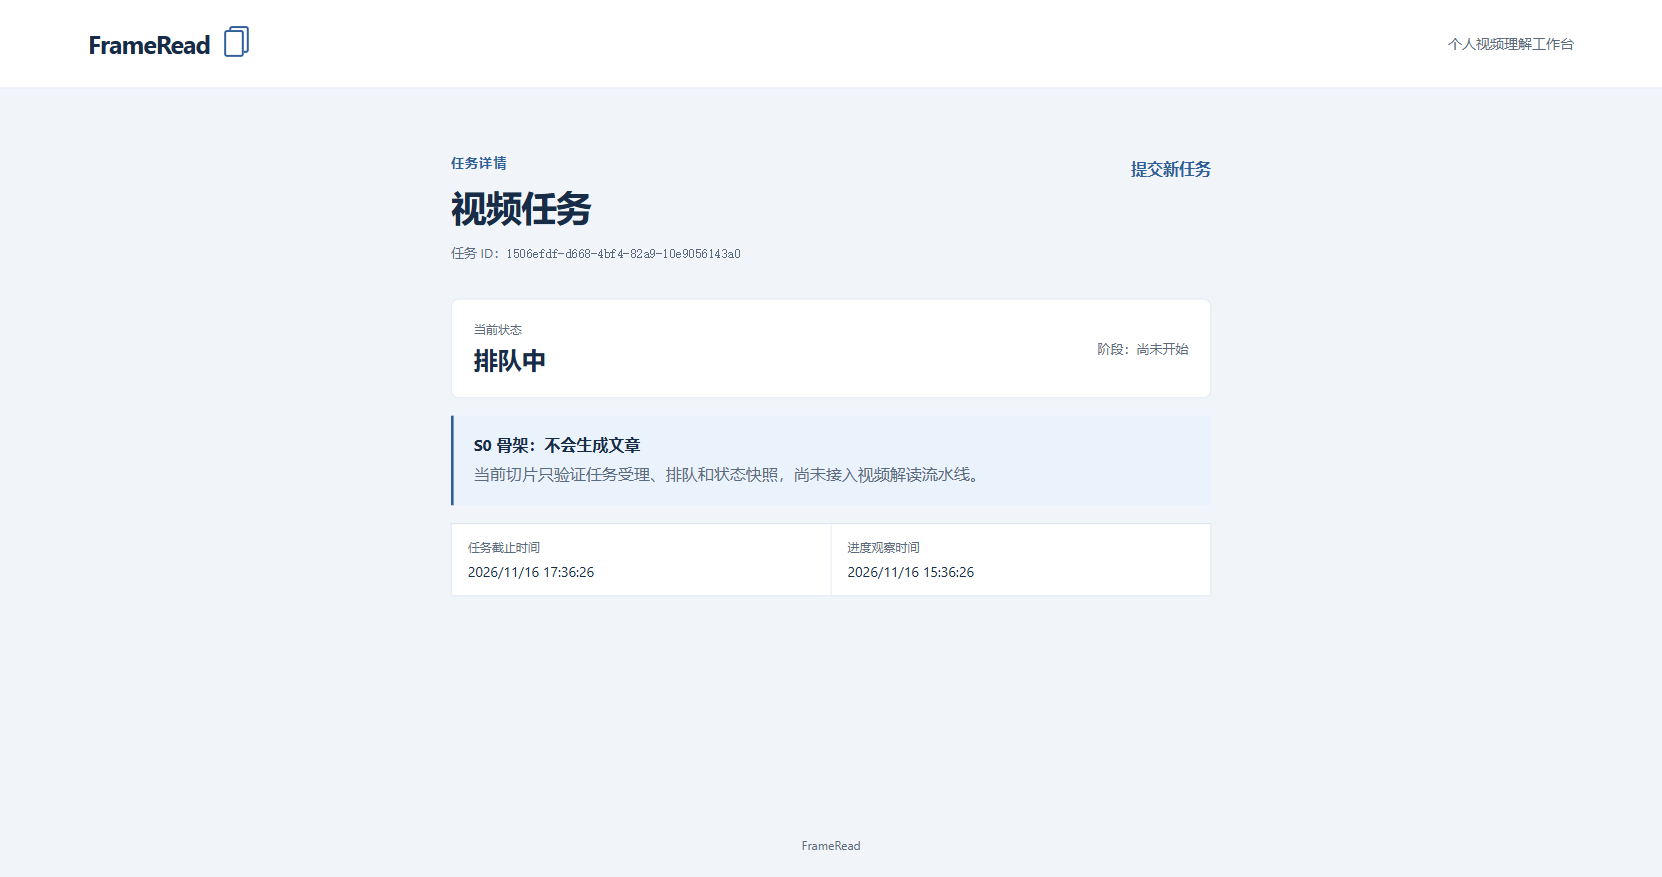 FrameRead
个人视频理解工作台
任务详情
提交新任务
视频任务
任务 ID：1506efdf-d668-4bf4-82a9-10e9056143a0
当前状态
排队中
阶段：尚未开始
S0 骨架：不会生成文章
当前切片只验证任务受理、排队和状态快照，尚未接入视频解读流水线。
任务截止时间
2026/11/16 17:36:26
进度观察时间
2026/11/16 15:36:26
FrameRead